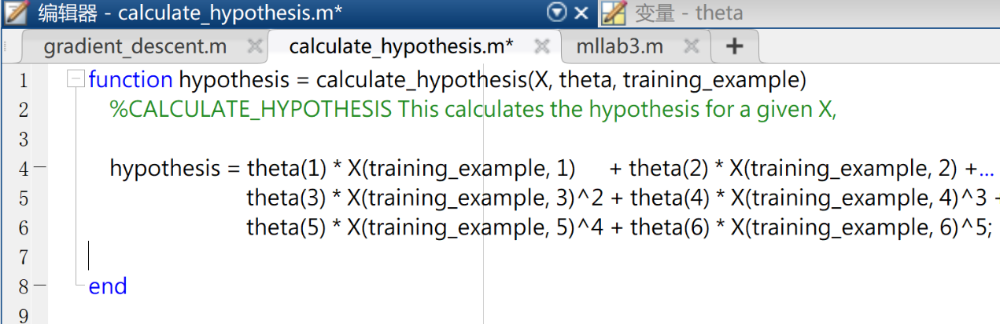 编辑器 - calculate_hypothesis.m* 变量 - theta
gradient_descent.m calculate_hypothesis.m* mllab3.m +
1 function hypothesis = calculate_hypothesis(X, theta, training_example)
2 %CALCULATE_HYPOTHESIS This calculates the hypothesis for a given X,
3
4 hypothesis = theta(1) * X(training_example, 1) + theta(2) * X(training_example, 2) +...
5 theta(3) * X(training_example, 3)^2 + theta(4) * X(training_example, 4)^3 +
6 theta(5) * X(training_example, 5)^4 + theta(6) * X(training_example, 6)^5;
7
8 end
9